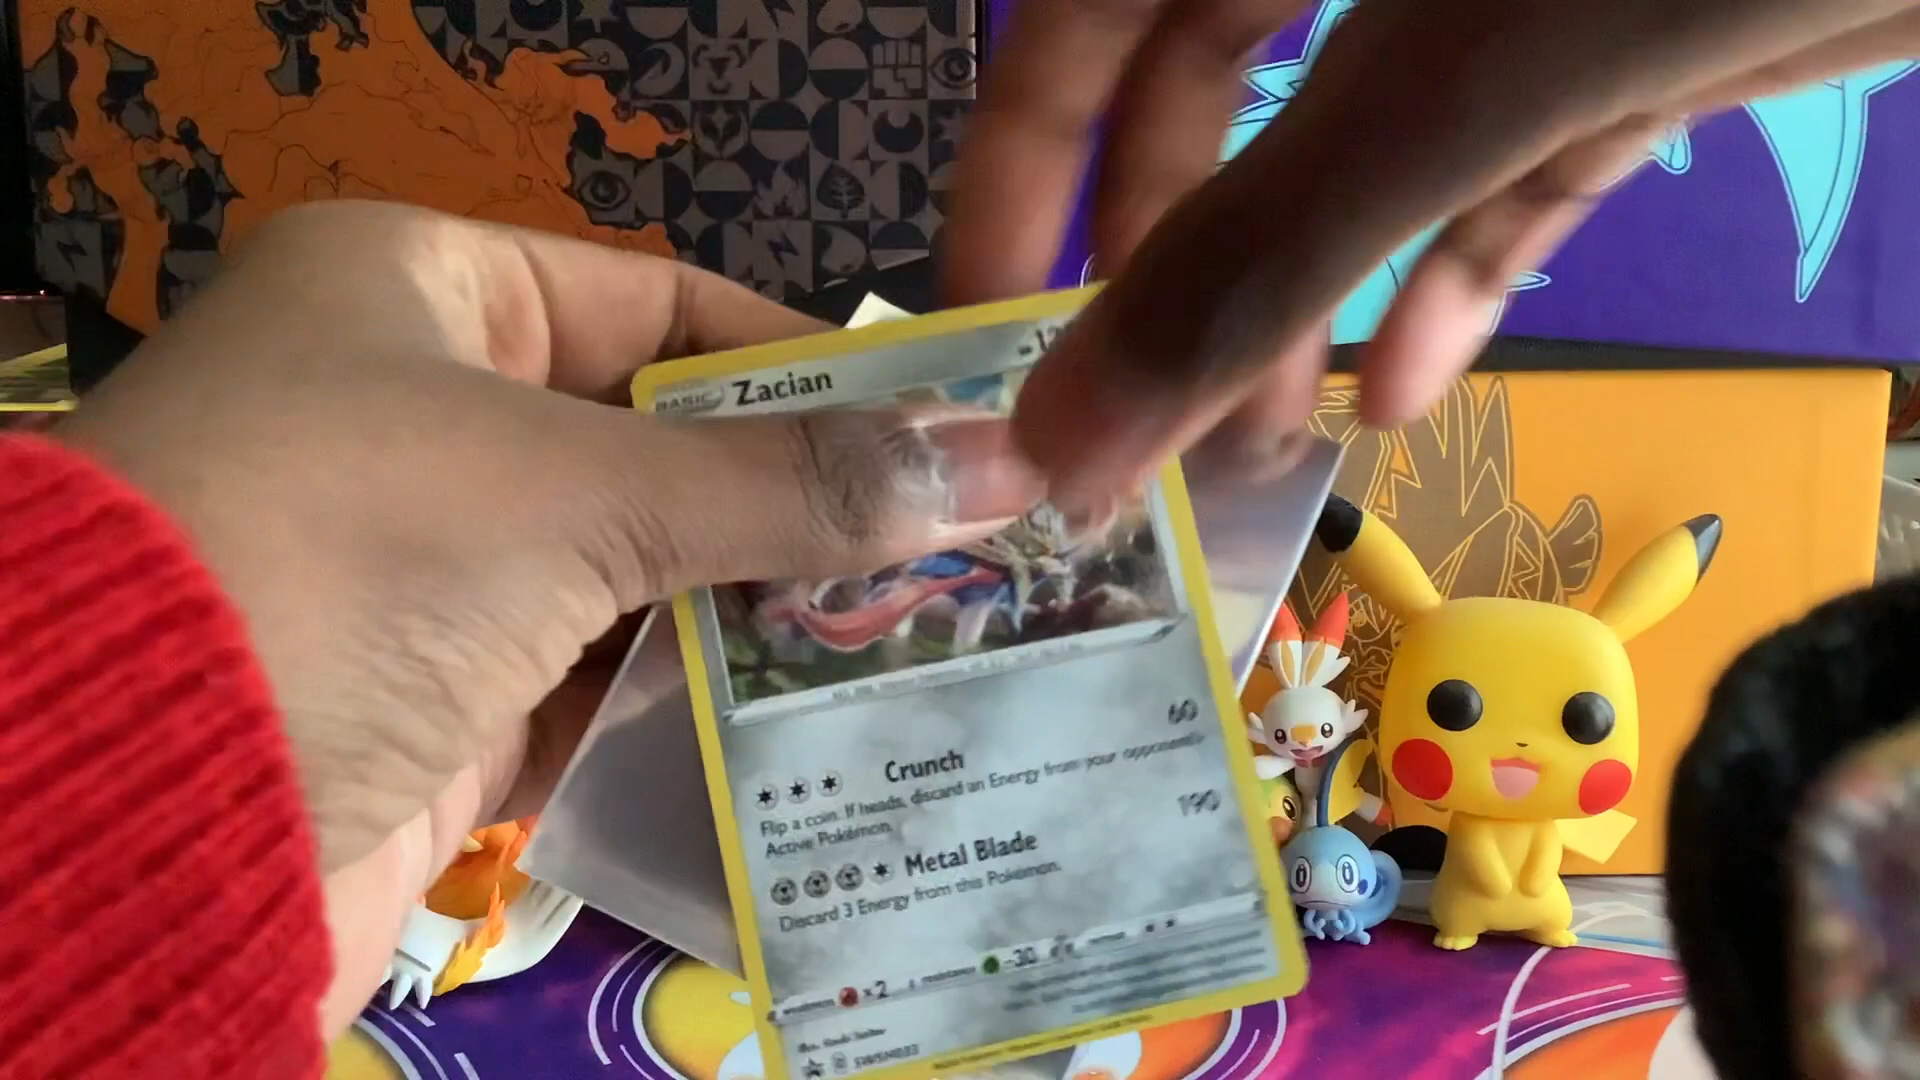 BASIC Zacian
Crunch 60
Flip a coin. If heads, discard an Energy from your opponent's
Active Pokémon.
Metal Blade 190
Discard 3 Energy from this Pokémon.
weakness ×2 resistance -30